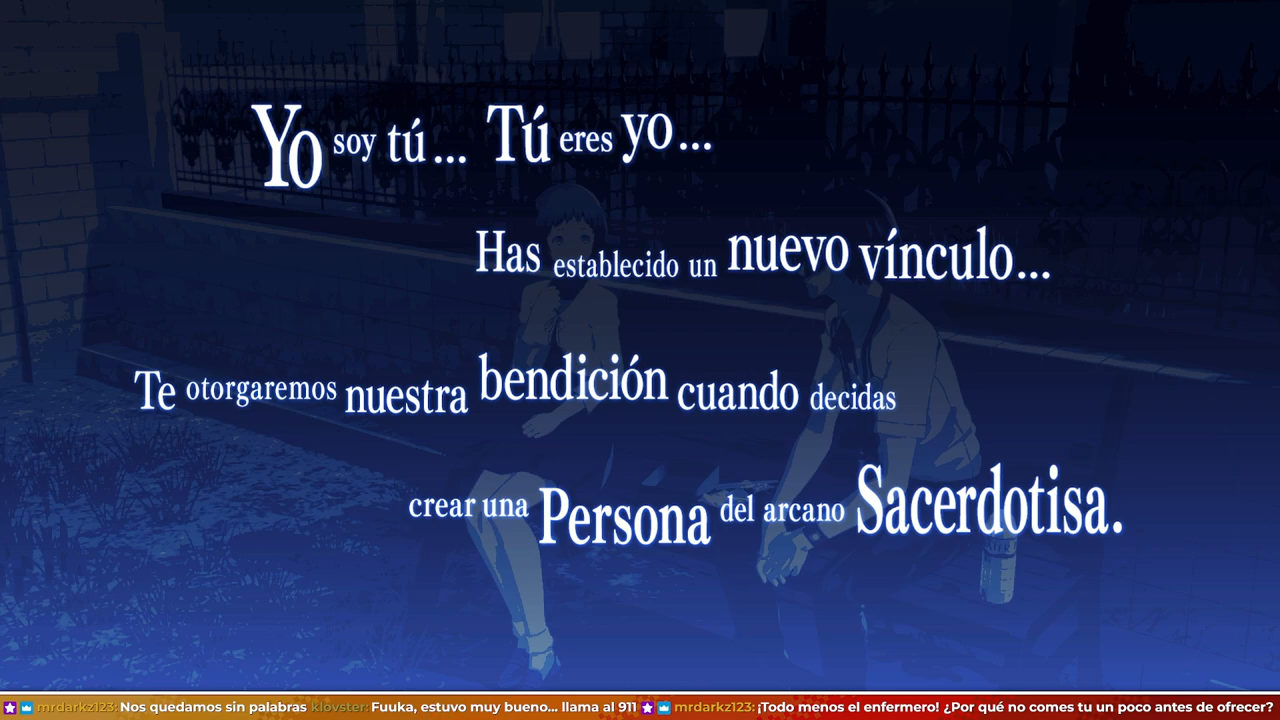 Yo soy tú... Tú eres yo...
Has establecido un nuevo vínculo...
Te otorgaremos nuestra bendición cuando decidas
crear una Persona del arcano Sacerdotisa.
mrdarkz123: Nos quedamos sin palabras klovster: Fuuka, estuvo muy bueno... llama al 911 mrdarkz123: ¡Todo menos el enfermero! ¿Por qué no comes tu un poco antes de ofrecer?